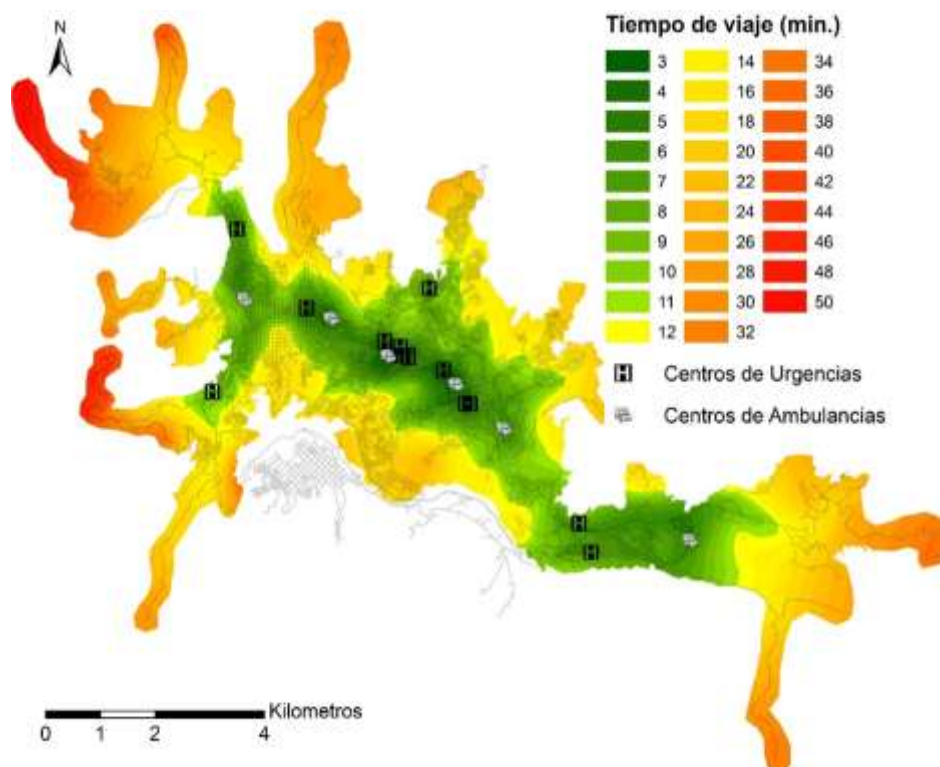 N
Tiempo de viaje (min.)
3 14 34
4 16 36
5 18 38
6 20 40
7 22 42
8 24 44
9 26 46
10 28 48
11 30 50
12 32
H Centros de Urgencias
Centros de Ambulancias
H
H
H
H
H
H
H
H
H
H
Kilometros
0 1 2 4